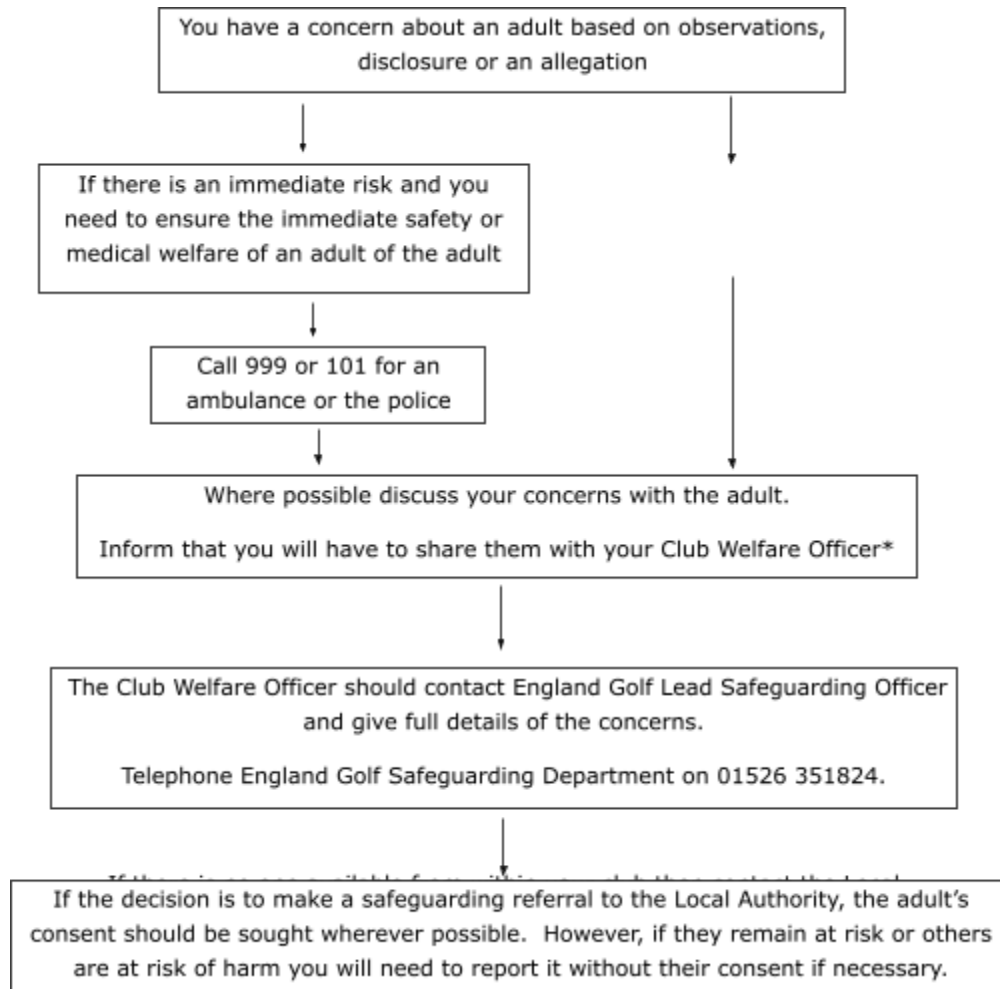 You have a concern about an adult based on observations,
disclosure or an allegation
If there is an immediate risk and you
need to ensure the immediate safety or
medical welfare of an adult of the adult
Call 999 or 101 for an
ambulance or the police
Where possible discuss your concerns with the adult.
Inform that you will have to share them with your Club Welfare Officer*
The Club Welfare Officer should contact England Golf Lead Safeguarding Officer
and give full details of the concerns.
Telephone England Golf Safeguarding Department on 01526 351824.
If the decision is to make a safeguarding referral to the Local Authority, the adult’s
consent should be sought wherever possible.  However, if they remain at risk or others
are at risk of harm you will need to report it without their consent if necessary.